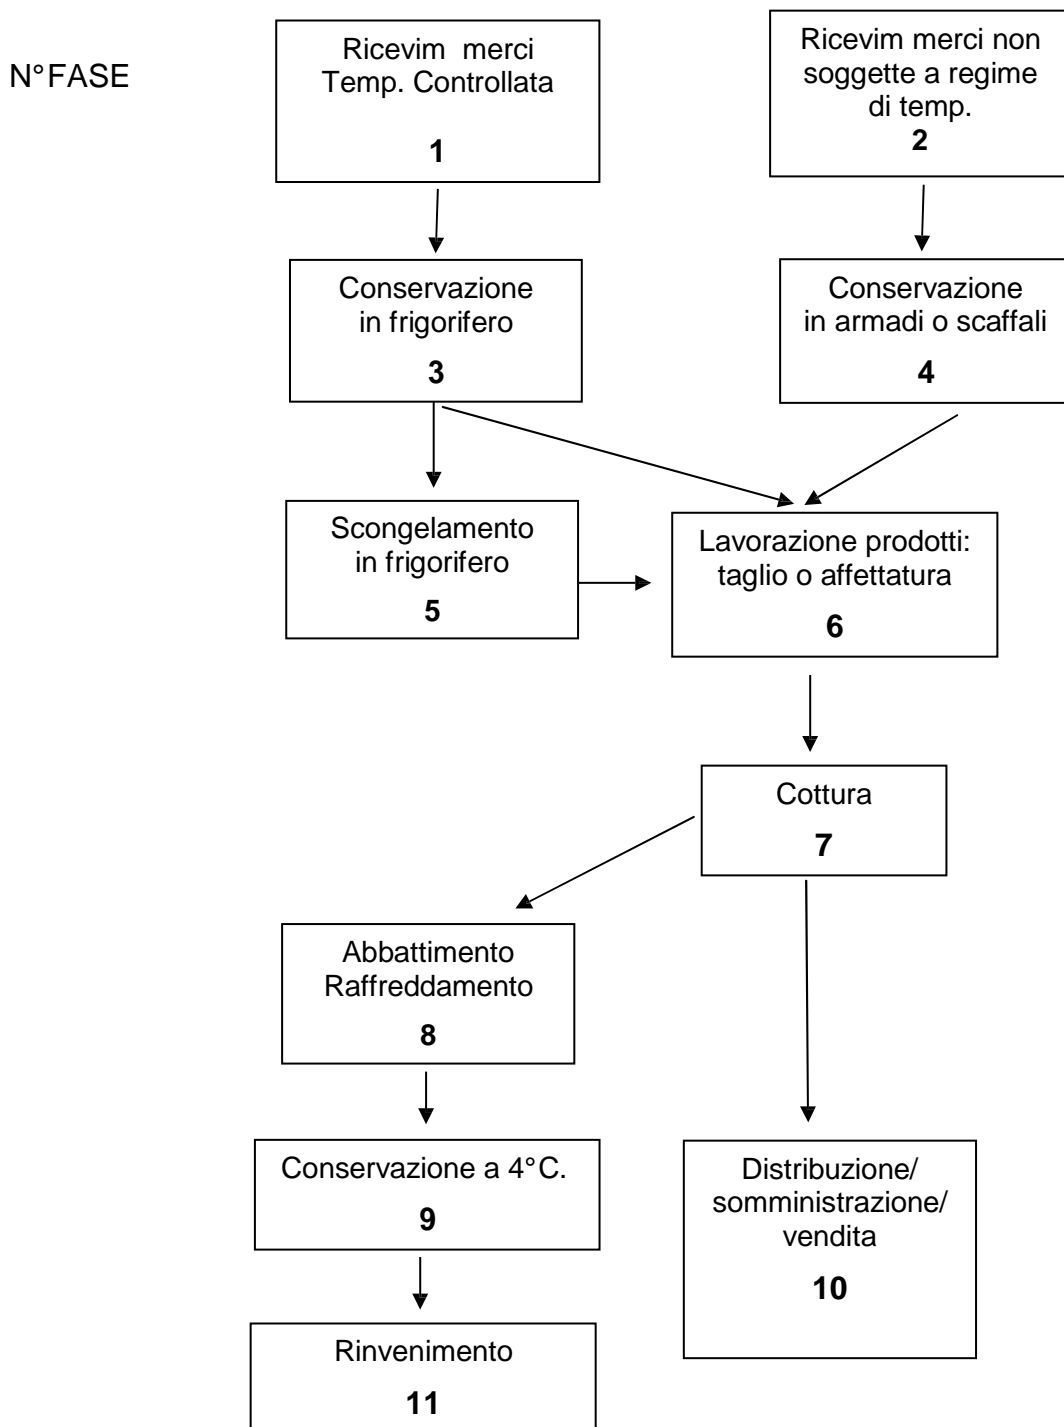 N°FASE
Ricevim merci
Temp. Controllata
1
Ricevim merci non
soggette a regime
di temp.
2
Conservazione
in frigorifero
3
Conservazione
in armadi o scaffali
4
Scongelamento
in frigorifero
5
Lavorazione prodotti:
taglio o affettatura
6
Cottura
7
Abbattimento
Raffreddamento
8
Conservazione a 4°C.
9
Distribuzione/
somministrazione/
vendita
10
Rinvenimento
11